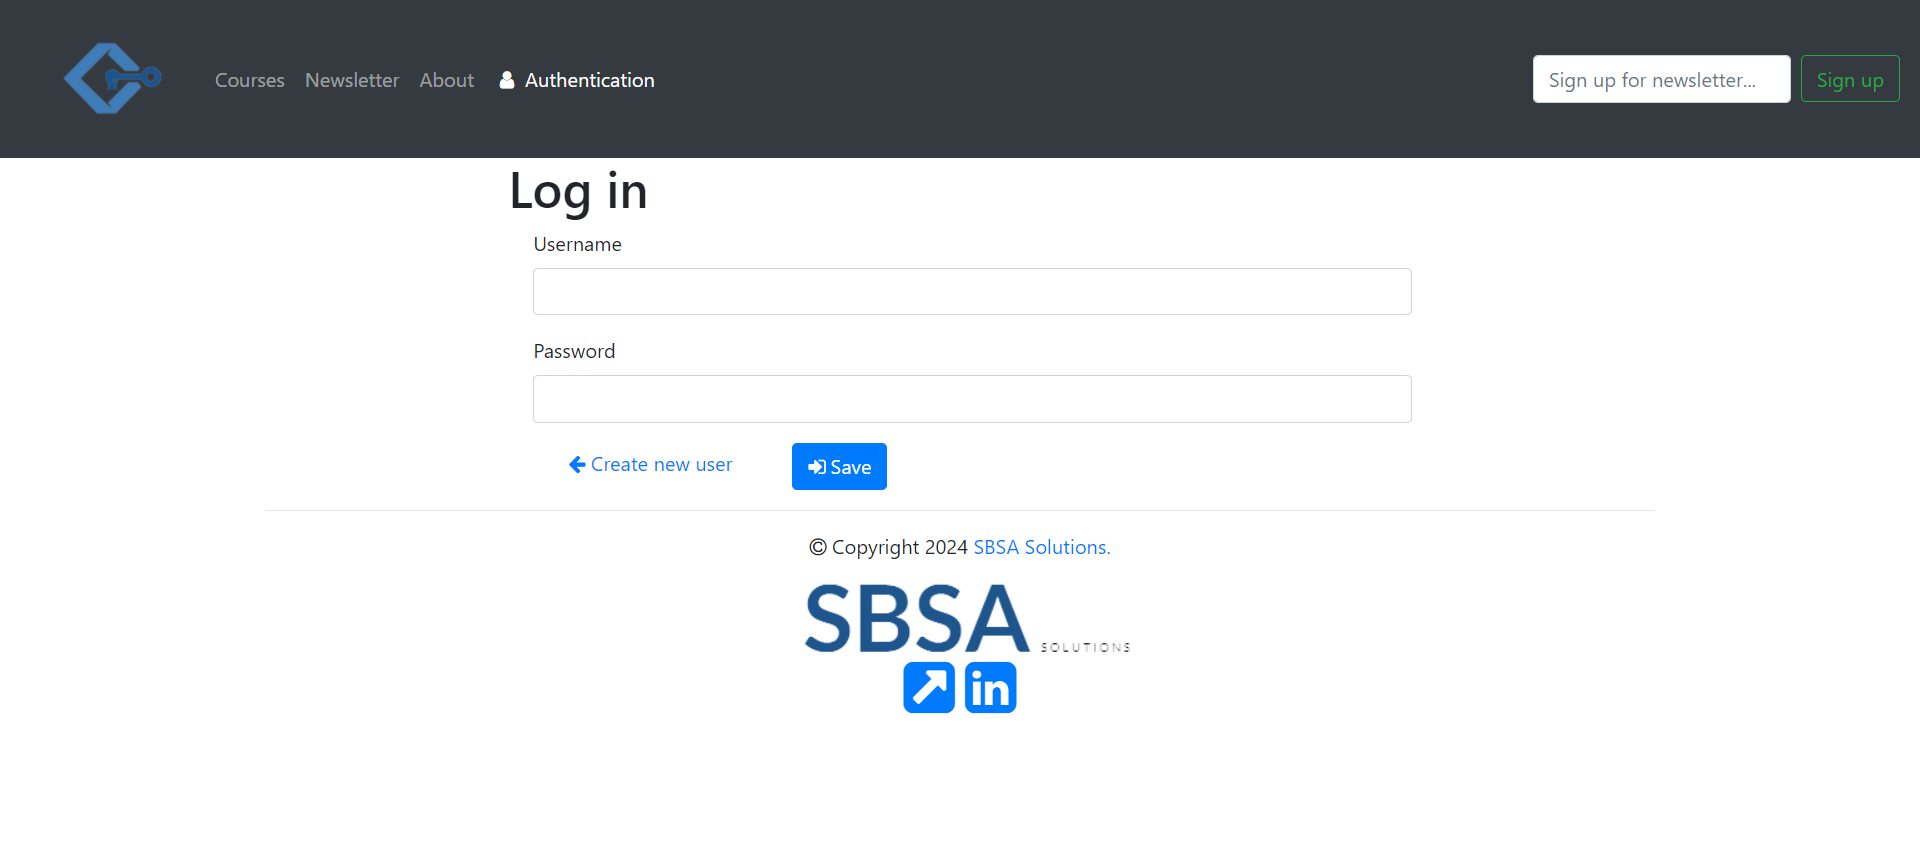 Courses Newsletter About Authentication Sign up for newsletter... Sign up
Log in
Username
Password
Create new user Save
© Copyright 2024 SBSA Solutions.
SBSA SOLUTIONS
in